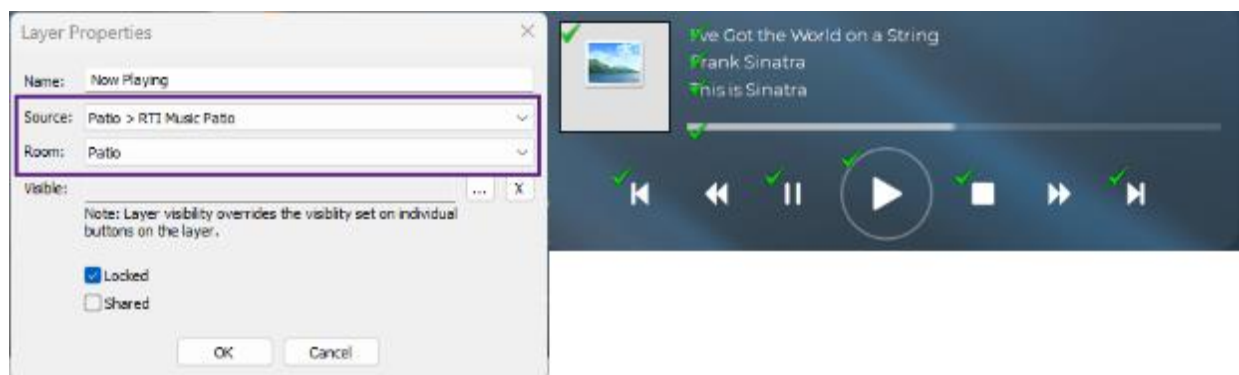 Layer Properties
Name: Now Playing
Source: Patio > RTI Music Patio
Room: Patio
Visible: ... X
Note: Layer visibility overrides the visiblity set on individual
buttons on the layer.
Locked
Shared
OK Cancel
I've Got the World on a String
Frank Sinatra
This is Sinatra